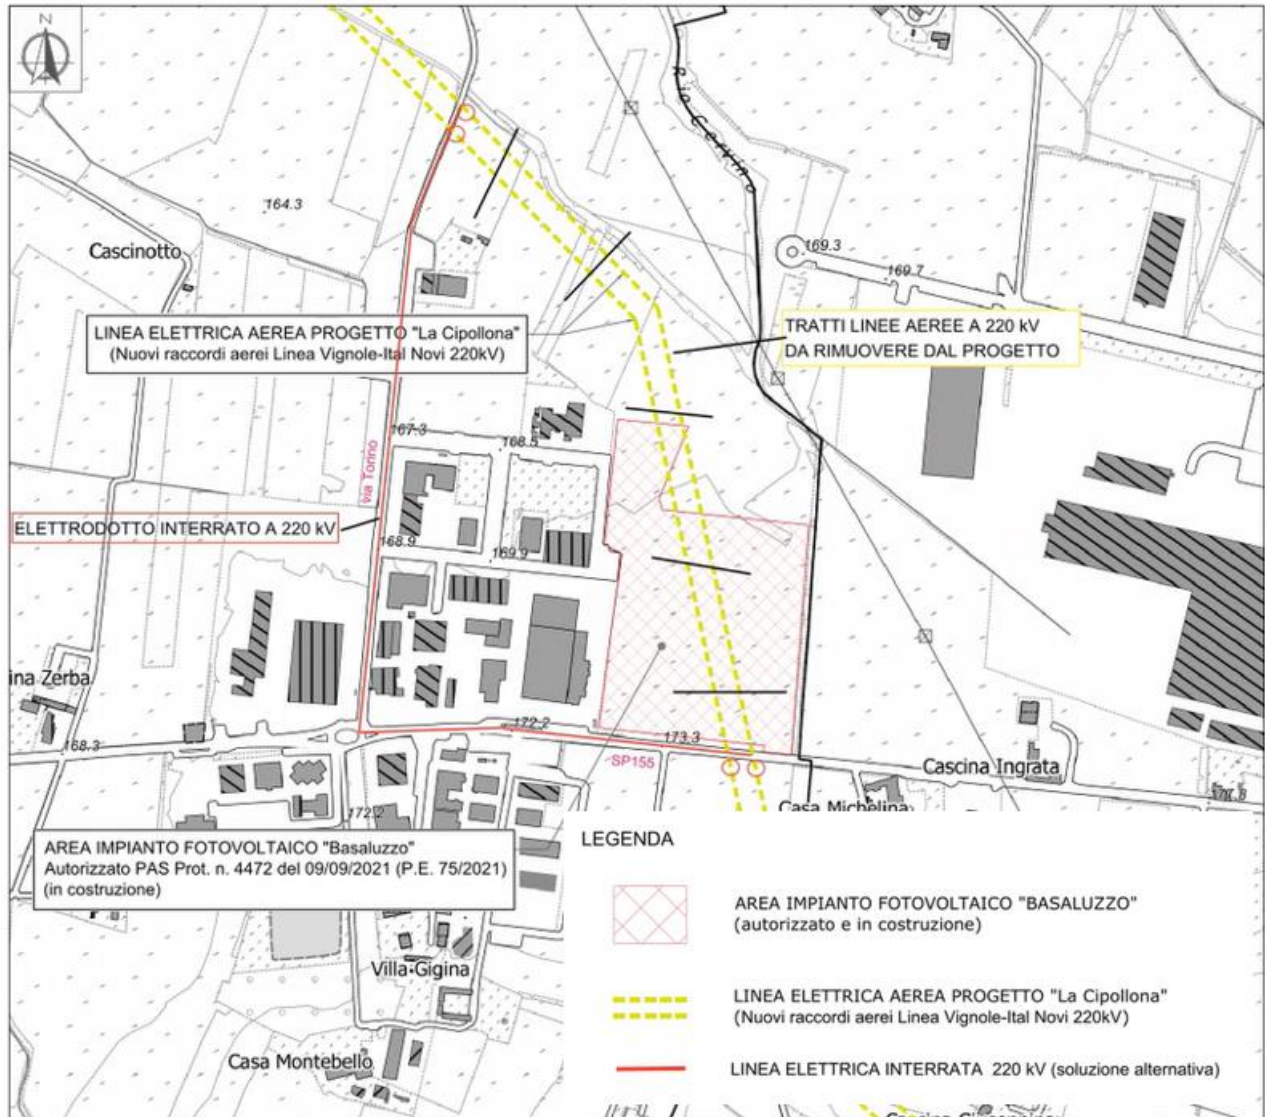 N
Rio Cervino
164.3
Cascinotto
169.3
169.7
LINEA ELETTRICA AEREA PROGETTO "La Cipollona"
(Nuovi raccordi aerei Linea Vignole-Ital Novi 220kV)
TRATTI LINEE AEREE A 220 kV
DA RIMUOVERE DAL PROGETTO
167.3
168.5
via Torino
ELETTRODOTTO INTERRATO A 220 kV
168.9
169.9
ina Zerba
168.3
172.2
173.3
SP155
Cascina Ingrata
Casa Michelina
172.2
AREA IMPIANTO FOTOVOLTAICO "Basaluzzo"
Autorizzato PAS Prot. n. 4472 del 09/09/2021 (P.E. 75/2021)
(in costruzione)
Villa Gigina
Casa Montebello
LEGENDA
AREA IMPIANTO FOTOVOLTAICO "BASALUZZO"
(autorizzato e in costruzione)
LINEA ELETTRICA AEREA PROGETTO "La Cipollona"
(Nuovi raccordi aerei Linea Vignole-Ital Novi 220kV)
LINEA ELETTRICA INTERRATA 220 kV (soluzione alternativa)